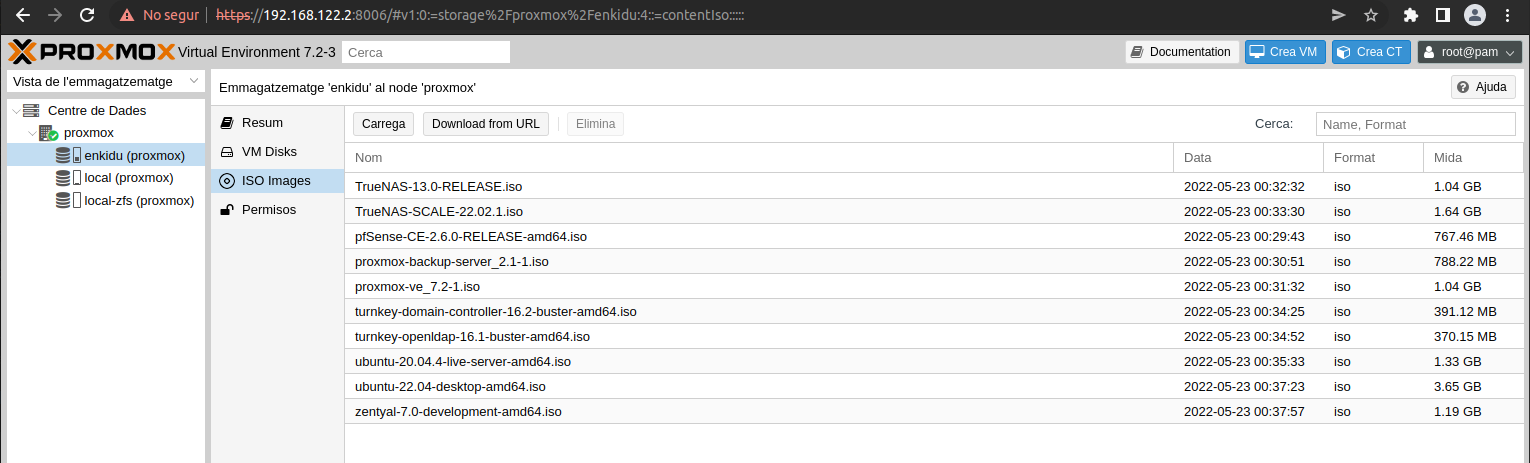 No segur https://192.168.122.2:8006/#v1:0:=storage%2Fproxmox%2Fenkidu:4::=contentIso:::::
PROXMOX Virtual Environment 7.2-3 Cerca Documentation Crea VM Crea CT root@pam
Vista de l'emmagatzematge
Centre de Dades
proxmox
enkidu (proxmox)
local (proxmox)
local-zfs (proxmox)
Emmagatzematge 'enkidu' al node 'proxmox' Ajuda
Resum
VM Disks
ISO Images
Permisos
Carrega Download from URL Elimina Cerca: Name, Format
Nom Data Format Mida
TrueNAS-13.0-RELEASE.iso 2022-05-23 00:32:32 iso 1.04 GB
TrueNAS-SCALE-22.02.1.iso 2022-05-23 00:33:30 iso 1.64 GB
pfSense-CE-2.6.0-RELEASE-amd64.iso 2022-05-23 00:29:43 iso 767.46 MB
proxmox-backup-server_2.1-1.iso 2022-05-23 00:30:51 iso 788.22 MB
proxmox-ve_7.2-1.iso 2022-05-23 00:31:32 iso 1.04 GB
turnkey-domain-controller-16.2-buster-amd64.iso 2022-05-23 00:34:25 iso 391.12 MB
turnkey-openldap-16.1-buster-amd64.iso 2022-05-23 00:34:52 iso 370.15 MB
ubuntu-20.04.4-live-server-amd64.iso 2022-05-23 00:35:33 iso 1.33 GB
ubuntu-22.04-desktop-amd64.iso 2022-05-23 00:37:23 iso 3.65 GB
zentyal-7.0-development-amd64.iso 2022-05-23 00:37:57 iso 1.19 GB